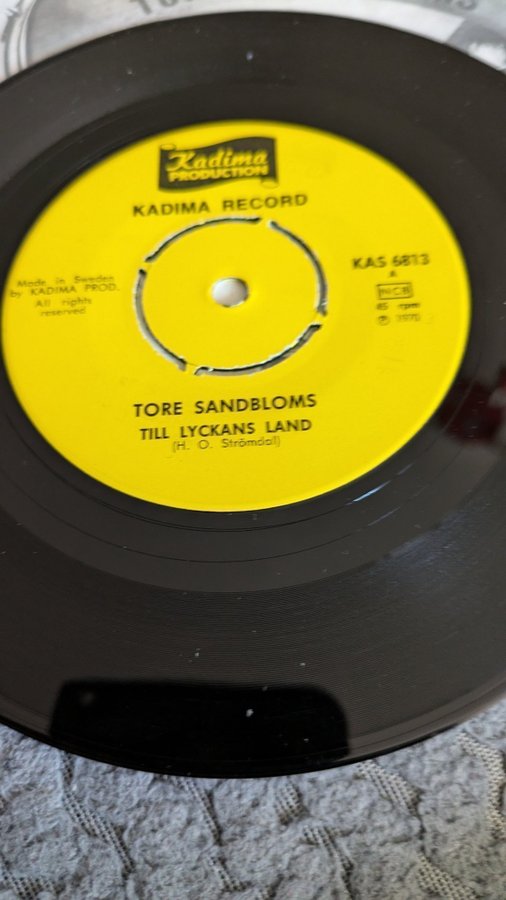 Kadima
PRODUCTION
KADIMA RECORD
Made in Sweden
by KADIMA PROD.
All rights
reserved
KAS 6813
A
NCB
45 rpm
℗ 1970
TORE SANDBLOMS
TILL LYCKANS LAND
(H. O. Strömdal)